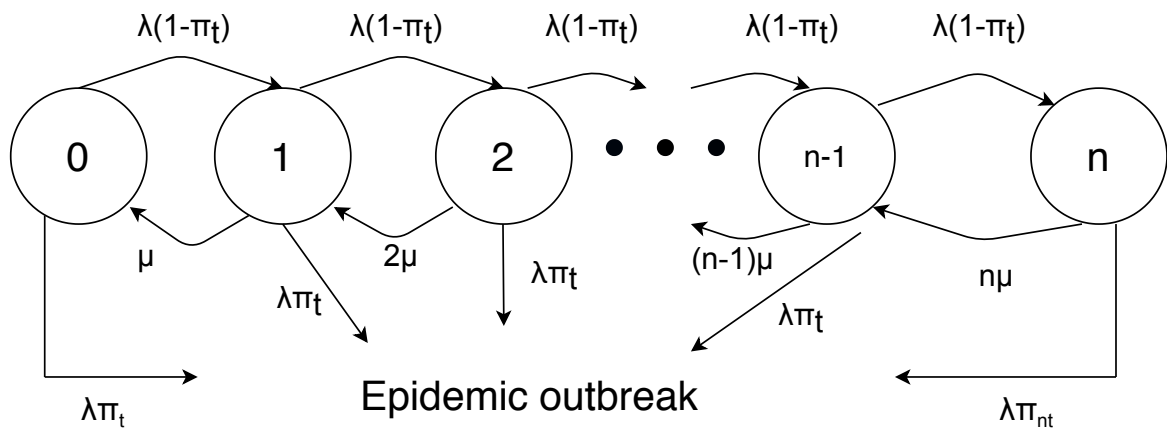 λ(1-πt) λ(1-πt) λ(1-πt) λ(1-πt) λ(1-πt)
0 1 2 n-1 n
μ 2μ (n-1)μ nμ
λπt λπt λπt
Epidemic outbreak
λπt λπnt